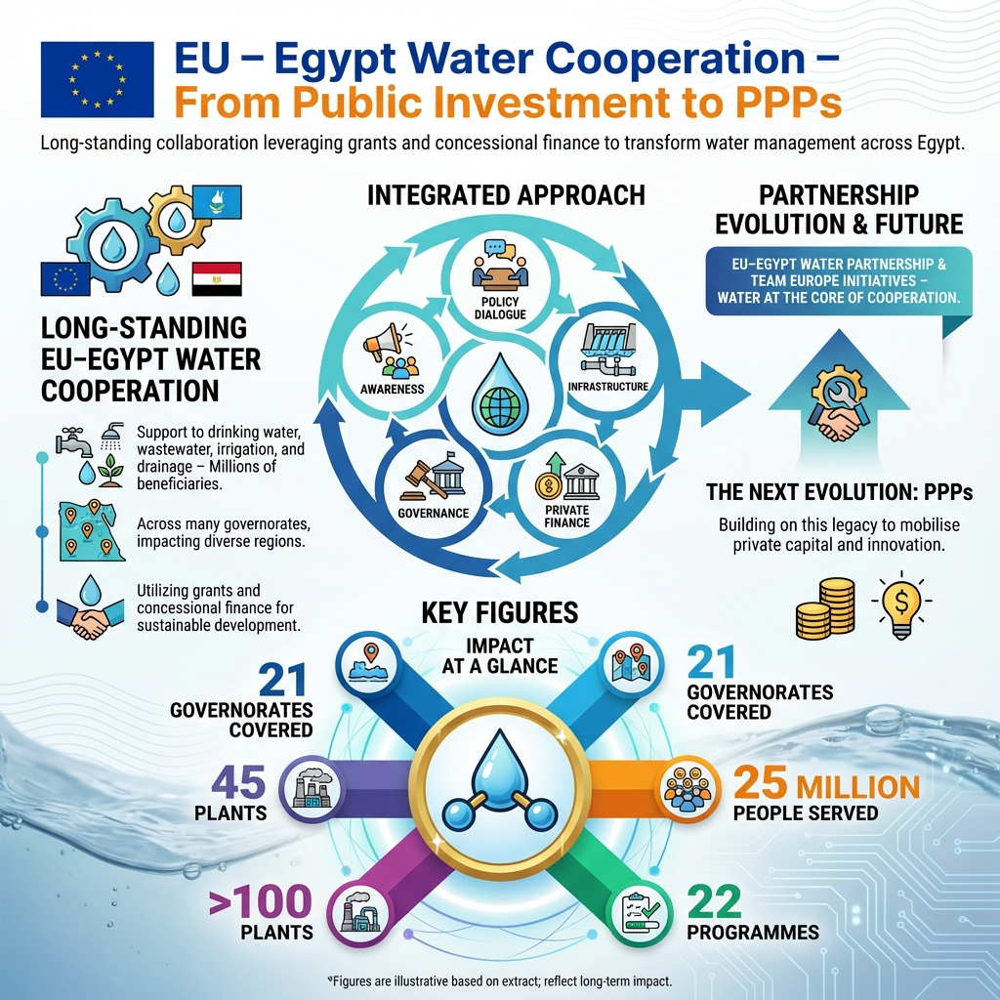 EU – Egypt Water Cooperation –
From Public Investment to PPPs
Long-standing collaboration leveraging grants and concessional finance to transform water management across Egypt.
LONG-STANDING
EU–EGYPT WATER
COOPERATION
Support to drinking water,
wastewater, irrigation, and
drainage – Millions of
beneficiaries.
Across many governorates,
impacting diverse regions.
Utilizing grants and
concessional finance for
sustainable development.
INTEGRATED APPROACH
POLICY
DIALOGUE
AWARENESS
INFRASTRUCTURE
GOVERNANCE
PRIVATE
FINANCE
PARTNERSHIP
EVOLUTION & FUTURE
EU–EGYPT WATER PARTNERSHIP &
TEAM EUROPE INITIATIVES –
WATER AT THE CORE OF COOPERATION.
THE NEXT EVOLUTION: PPPs
Building on this legacy to mobilise
private capital and innovation.
KEY FIGURES
IMPACT
AT A GLANCE
21
GOVERNORATES
COVERED
45
PLANTS
>100
PLANTS
21
GOVERNORATES
COVERED
25 MILLION
PEOPLE SERVED
22
PROGRAMMES
*Figures are illustrative based on extract; reflect long-term impact.